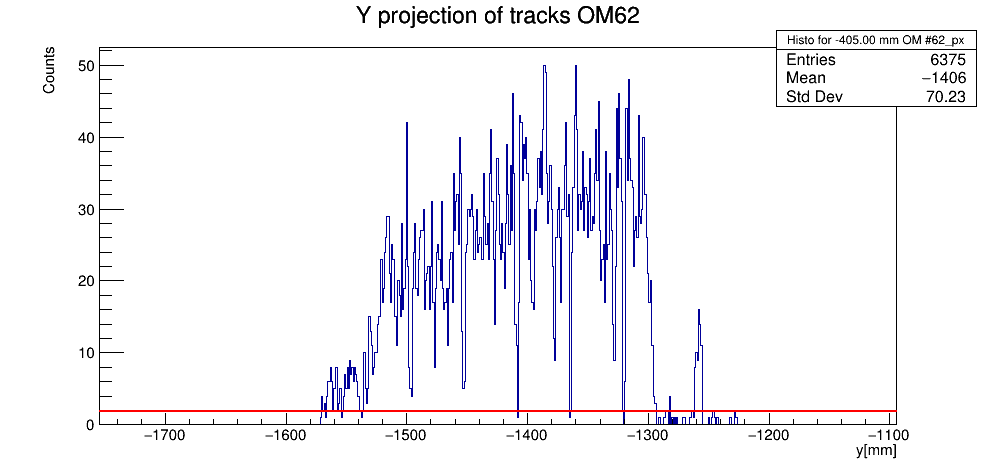 Y projection of tracks OM62
Histo for -405.00 mm OM #62_px
Entries 6375
Mean −1406
Std Dev 70.23
Counts
50
40
30
20
10
0
−1700 −1600 −1500 −1400 −1300 −1200 −1100
y[mm]